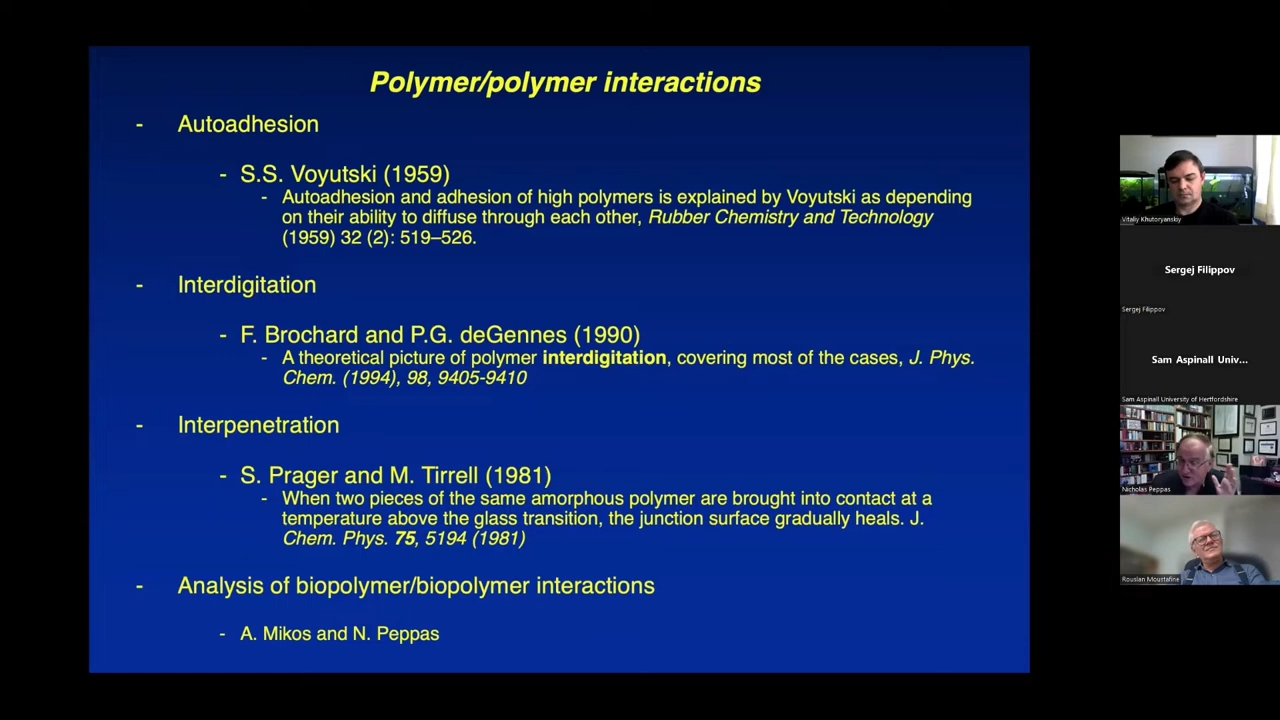 Polymer/polymer interactions
- Autoadhesion
- S.S. Voyutski (1959)
- Autoadhesion and adhesion of high polymers is explained by Voyutski as depending
on their ability to diffuse through each other, Rubber Chemistry and Technology
(1959) 32 (2): 519–526.
- Interdigitation
- F. Brochard and P.G. deGennes (1990)
- A theoretical picture of polymer interdigitation, covering most of the cases, J. Phys.
Chem. (1994), 98, 9405-9410
- Interpenetration
- S. Prager and M. Tirrell (1981)
- When two pieces of the same amorphous polymer are brought into contact at a
temperature above the glass transition, the junction surface gradually heals. J.
Chem. Phys. 75, 5194 (1981)
- Analysis of biopolymer/biopolymer interactions
- A. Mikos and N. Peppas
Vitaliy Khutoryanskiy
Sergej Filippov
Sergej Filippov
Sam Aspinall Univ...
Sam Aspinall University of Hertfordshire
Nicholas Peppas
Rouslan Moustafine